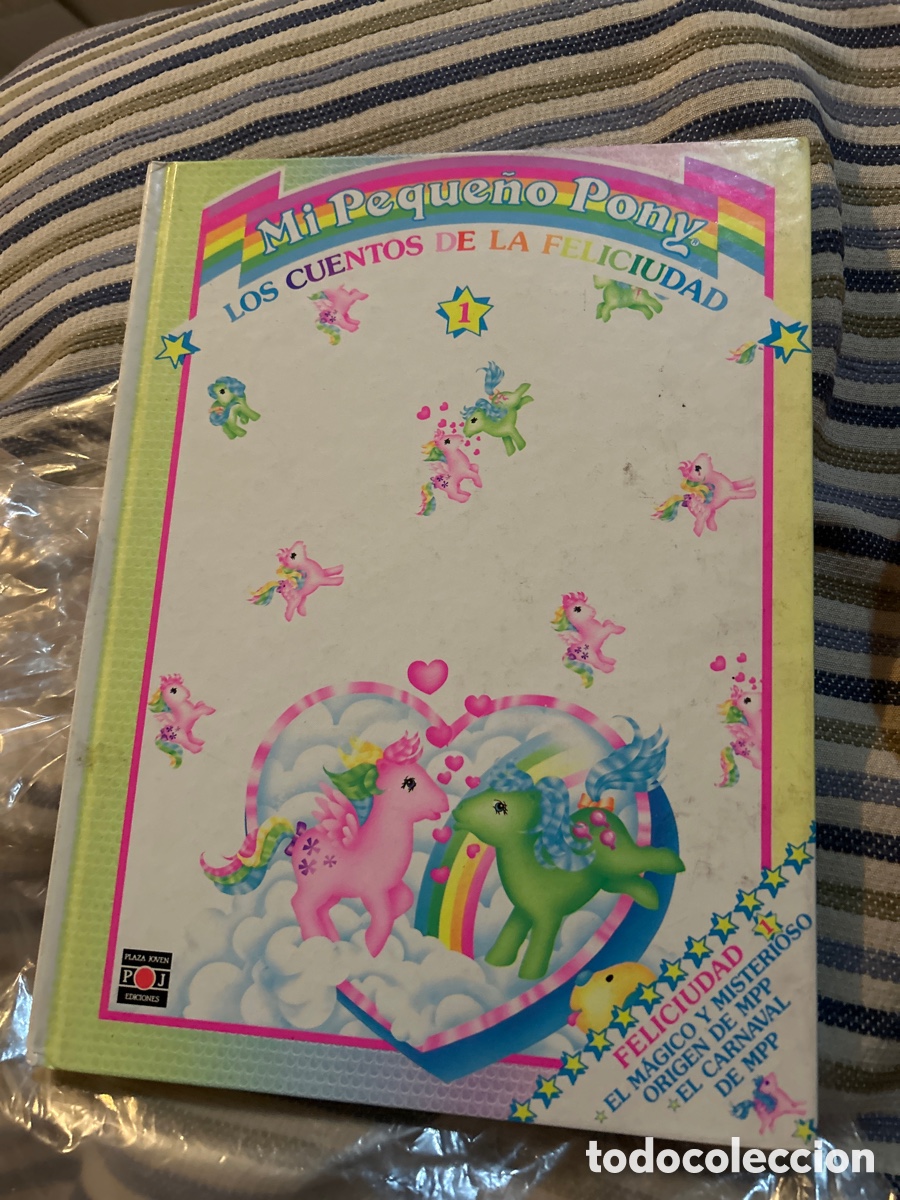 Mi Pequeño Pony®
LOS CUENTOS DE LA FELICIUDAD
1
PLAZA JOVEN
P J
EDICIONES
FELICIUDAD 1
EL MÁGICO Y MISTERIOSO
ORIGEN DE MPP
EL CARNAVAL
DE MPP
todocoleccion